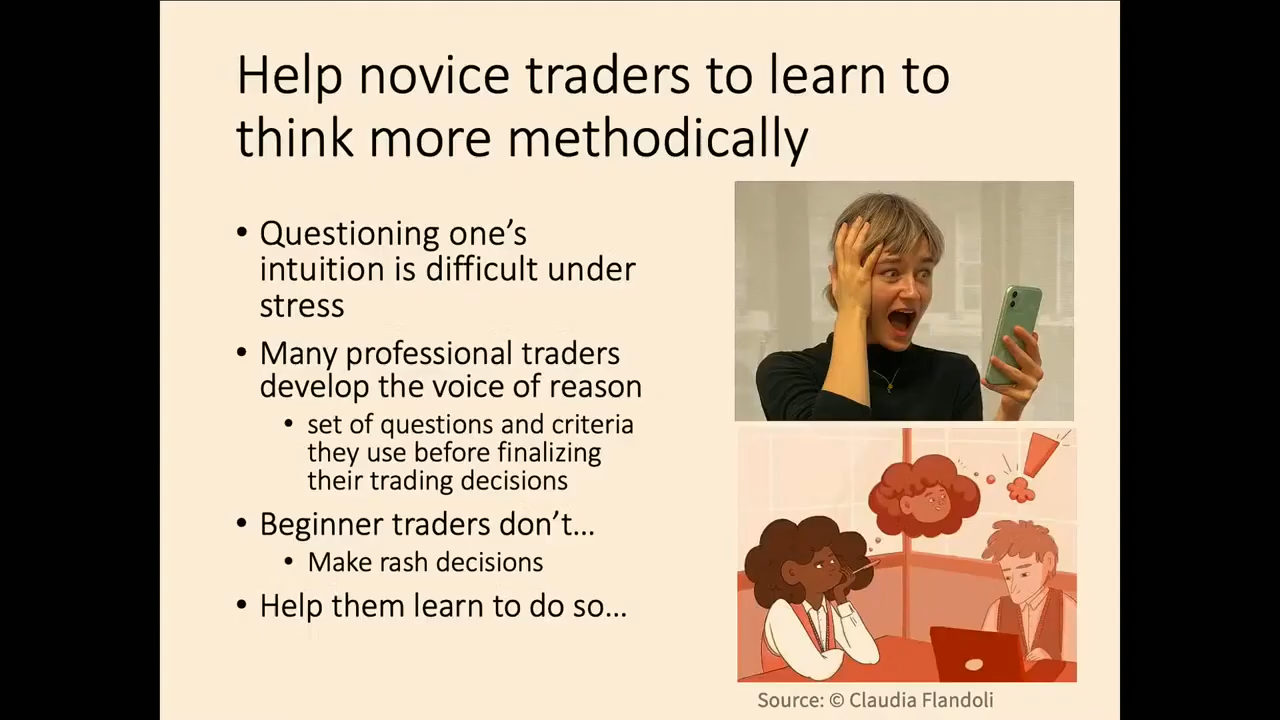 Help novice traders to learn to
think more methodically
• Questioning one’s
intuition is difficult under
stress
• Many professional traders
develop the voice of reason
• set of questions and criteria
they use before finalizing
their trading decisions
• Beginner traders don’t…
• Make rash decisions
• Help them learn to do so…
Source: © Claudia Flandoli